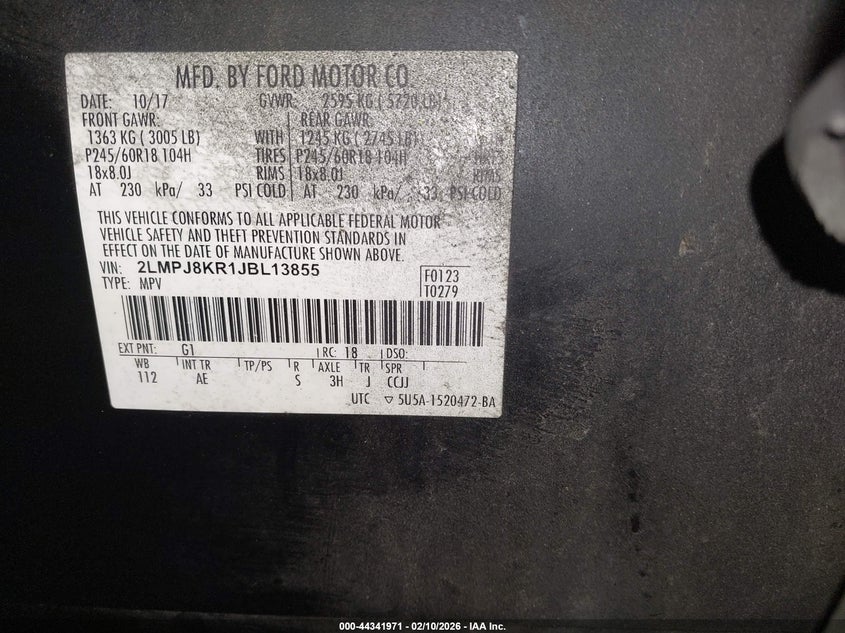 MFD. BY FORD MOTOR CO.
DATE: 10/17 GVWR: 2595 KG ( 5720 LB)
FRONT GAWR: REAR GAWR:
1363 KG ( 3005 LB) WITH 1245 KG ( 2745 LB) WITH
P245/60R18 104H TIRES P245/60R18 104H TIRES
18x8.0J RIMS 18x8.0J RIMS
AT 230 kPa/ 33 PSI COLD AT 230 kPa/ 33 PSI COLD
THIS VEHICLE CONFORMS TO ALL APPLICABLE FEDERAL MOTOR
VEHICLE SAFETY AND THEFT PREVENTION STANDARDS IN
EFFECT ON THE DATE OF MANUFACTURE SHOWN ABOVE.
VIN: 2LMPJ8KR1JBL13855
TYPE: MPV
F0123
T0279
EXT PNT: G1 RC: 18 DSO:
WB INT TR TP/PS R AXLE TR SPR
112 AE S 3H J CCJJ
UTC ▽ 5U5A-1520472-BA
000-44341971 - 02/10/2026 - IAA Inc.